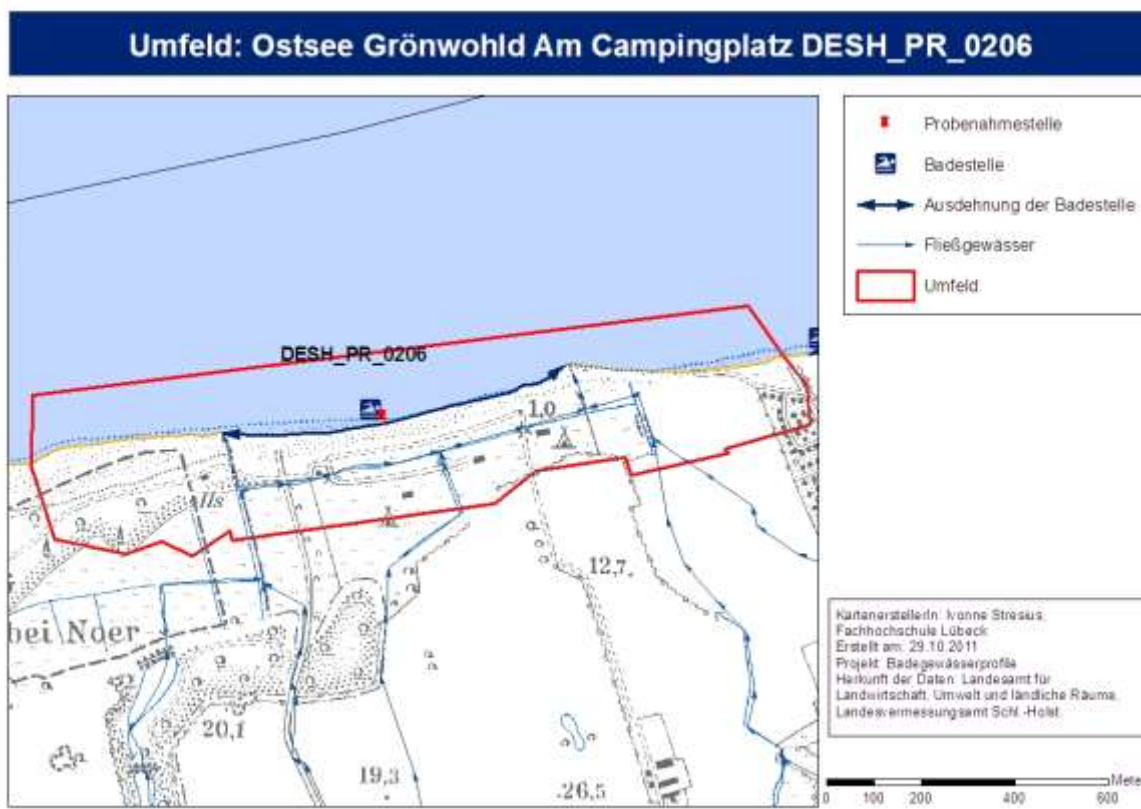 Umfeld: Ostsee Grönwohld Am Campingplatz DESH_PR_0206
Probenahmestelle
Badestelle
Ausdehnung der Badestelle
Fließgewässer
Umfeld
DESH_PR_0206
1,0
Ils
12,7
bei Noer
20,1
19,3
26,5
KartenerstellerIn: Ivonne Stresius,
Fachhochschule Lübeck
Erstellt am: 29.10.2011
Projekt: Badegewässerprofile
Herkunft der Daten: Landesamt für
Landwirtschaft, Umwelt und ländliche Räume,
Landesvermessungsamt Schl.-Holst.
Mete
0 100 200 400 600